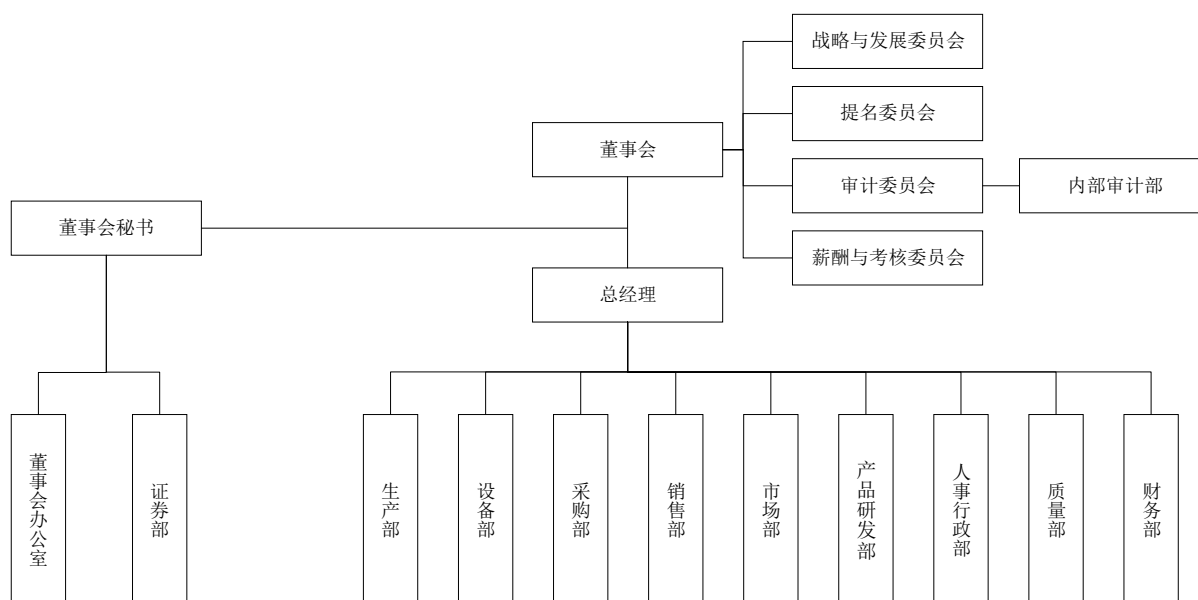 战略与发展委员会
提名委员会
董事会
审计委员会
内部审计部
董事会秘书
薪酬与考核委员会
总经理
董事会办公室
证券部
生产部
设备部
采购部
销售部
市场部
产品研发部
人事行政部
质量部
财务部